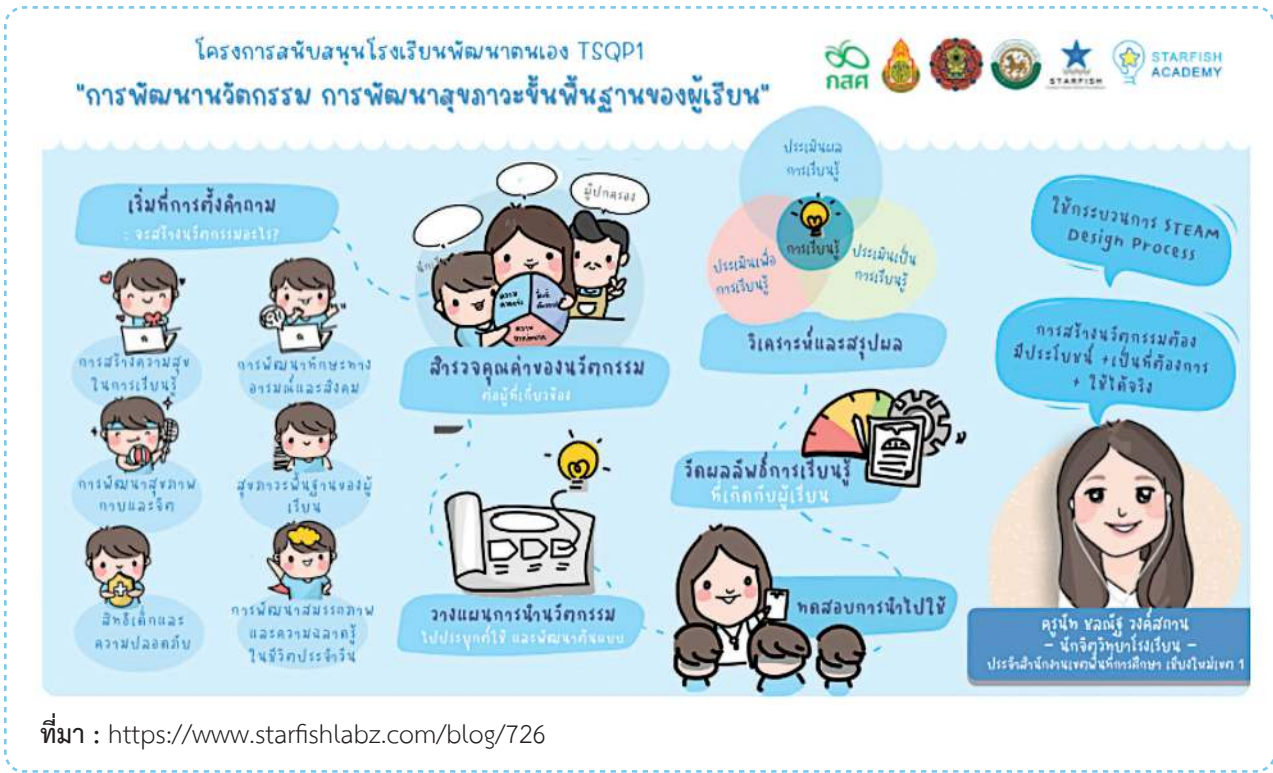 โครงการสนับสนุนโรงเรียนพัฒนาตนเอง TSQP1
"การพัฒนานวัตกรรม การพัฒนาสุขภาวะขั้นพื้นฐานของผู้เรียน"
กสศ
STARFISH
STARFISH
ACADEMY
เริ่มที่การตั้งคำถาม
: จะสร้างนวัตกรรมอะไร?
การสร้างความสุข
ในการเรียนรู้
การพัฒนาทักษะทาง
อารมณ์และสังคม
การพัฒนาสุขภาพ
กายและจิต
สุขภาวะพื้นฐานของผู้
เรียน
สิทธิเด็กและ
ความปลอดภัย
การพัฒนาสมรรถภาพ
และความฉลาดรู้
ในชีวิตประจำวัน
ผู้ปกครอง
สำรวจคุณค่าของนวัตกรรม
ต่อผู้ที่เกี่ยวข้อง
วางแผนการนำนวัตกรรม
ไปประยุกต์ใช้ และพัฒนาต้นแบบ
ประเมินผล
การเรียนรู้
การเรียนรู้
ประเมินเพื่อ
การเรียนรู้
ประเมินเป็น
การเรียนรู้
วิเคราะห์และสรุปผล
วัดผลลัพธ์การเรียนรู้
ที่เกิดกับผู้เรียน
ทดสอบการนำไปใช้
ใช้กระบวนการ STEAM
Design Process
การสร้างนวัตกรรมต้อง
มีประโยชน์ +เป็นที่ต้องการ
+ ใช้ได้จริง
ครูนัท ชลณัฐ วงค์สถาน
- นักจิตวิทยาโรงเรียน -
ประจำสำนักงานเขตพื้นที่การศึกษา เชียงใหม่เขต 1
ที่มา : https://www.starfishlabz.com/blog/726